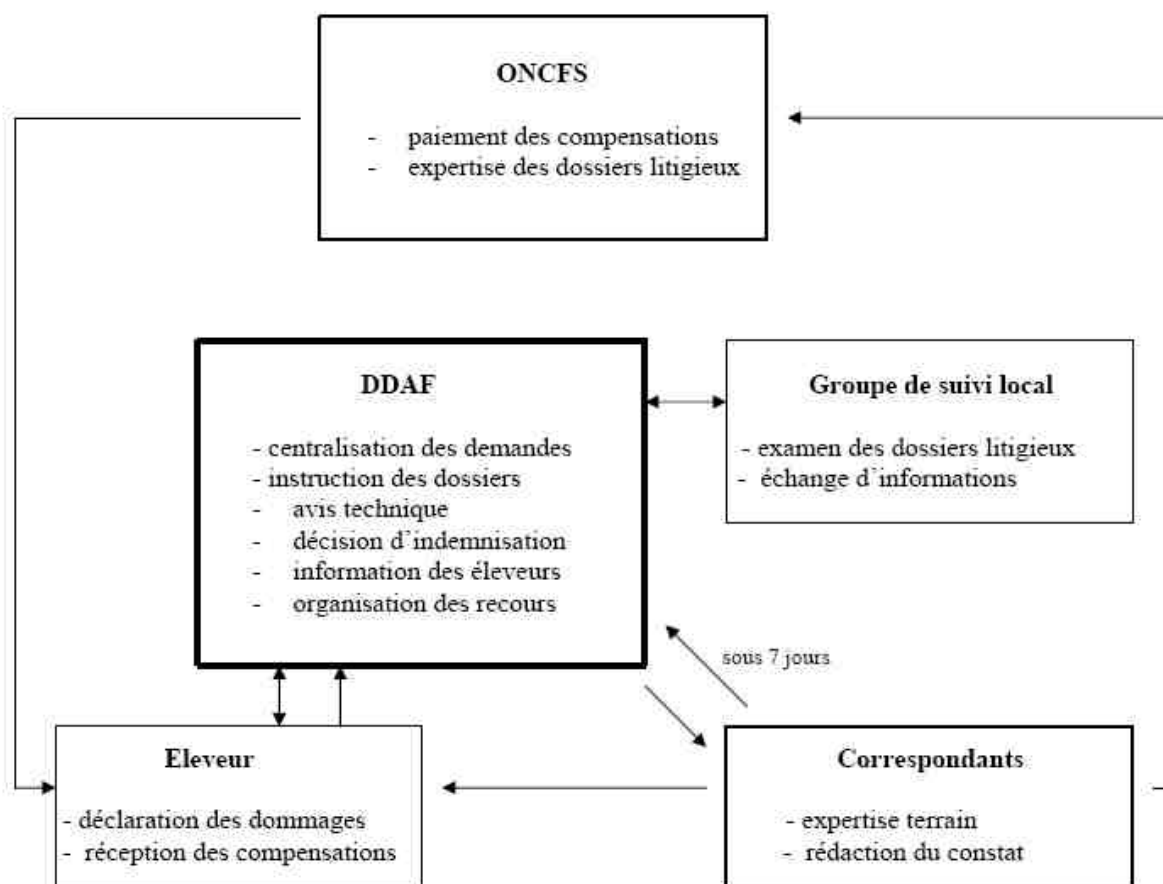 ONCFS
- paiement des compensations
- expertise des dossiers litigieux
DDAF
- centralisation des demandes
- instruction des dossiers
- avis technique
- décision d'indemnisation
- information des éleveurs
- organisation des recours
Groupe de suivi local
- examen des dossiers litigieux
- échange d'informations
sous 7 jours
Eleveur
- déclaration des dommages
- réception des compensations
Correspondants
- expertise terrain
- rédaction du constat